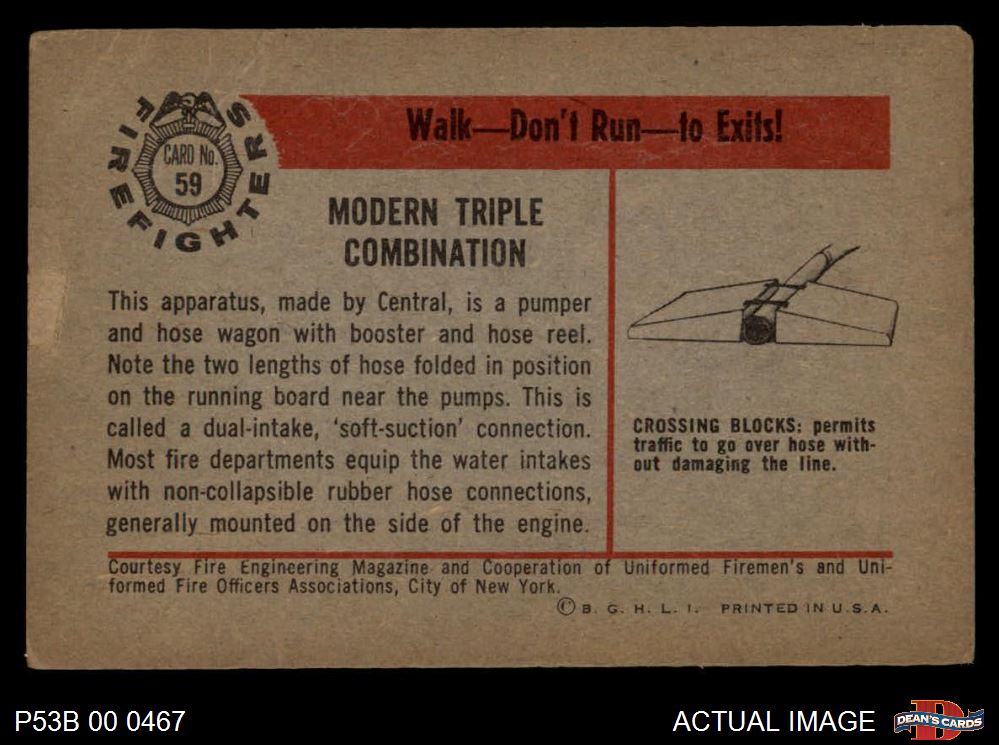 FIREFIGHTERS
CARD No.
59
Walk—Don't Run—to Exits!
MODERN TRIPLE
COMBINATION
This apparatus, made by Central, is a pumper
and hose wagon with booster and hose reel.
Note the two lengths of hose folded in position
on the running board near the pumps. This is
called a dual-intake, ‘soft-suction’ connection.
Most fire departments equip the water intakes
with non-collapsible rubber hose connections,
generally mounted on the side of the engine.
CROSSING BLOCKS: permits
traffic to go over hose with-
out damaging the line.
Courtesy Fire Engineering Magazine and Cooperation of Uniformed Firemen's and Uni-
formed Fire Officers Associations, City of New York.
© B. G. H. L. I. PRINTED IN U.S.A.
P53B 00 0467
ACTUAL IMAGE
D
DEAN'S CARDS